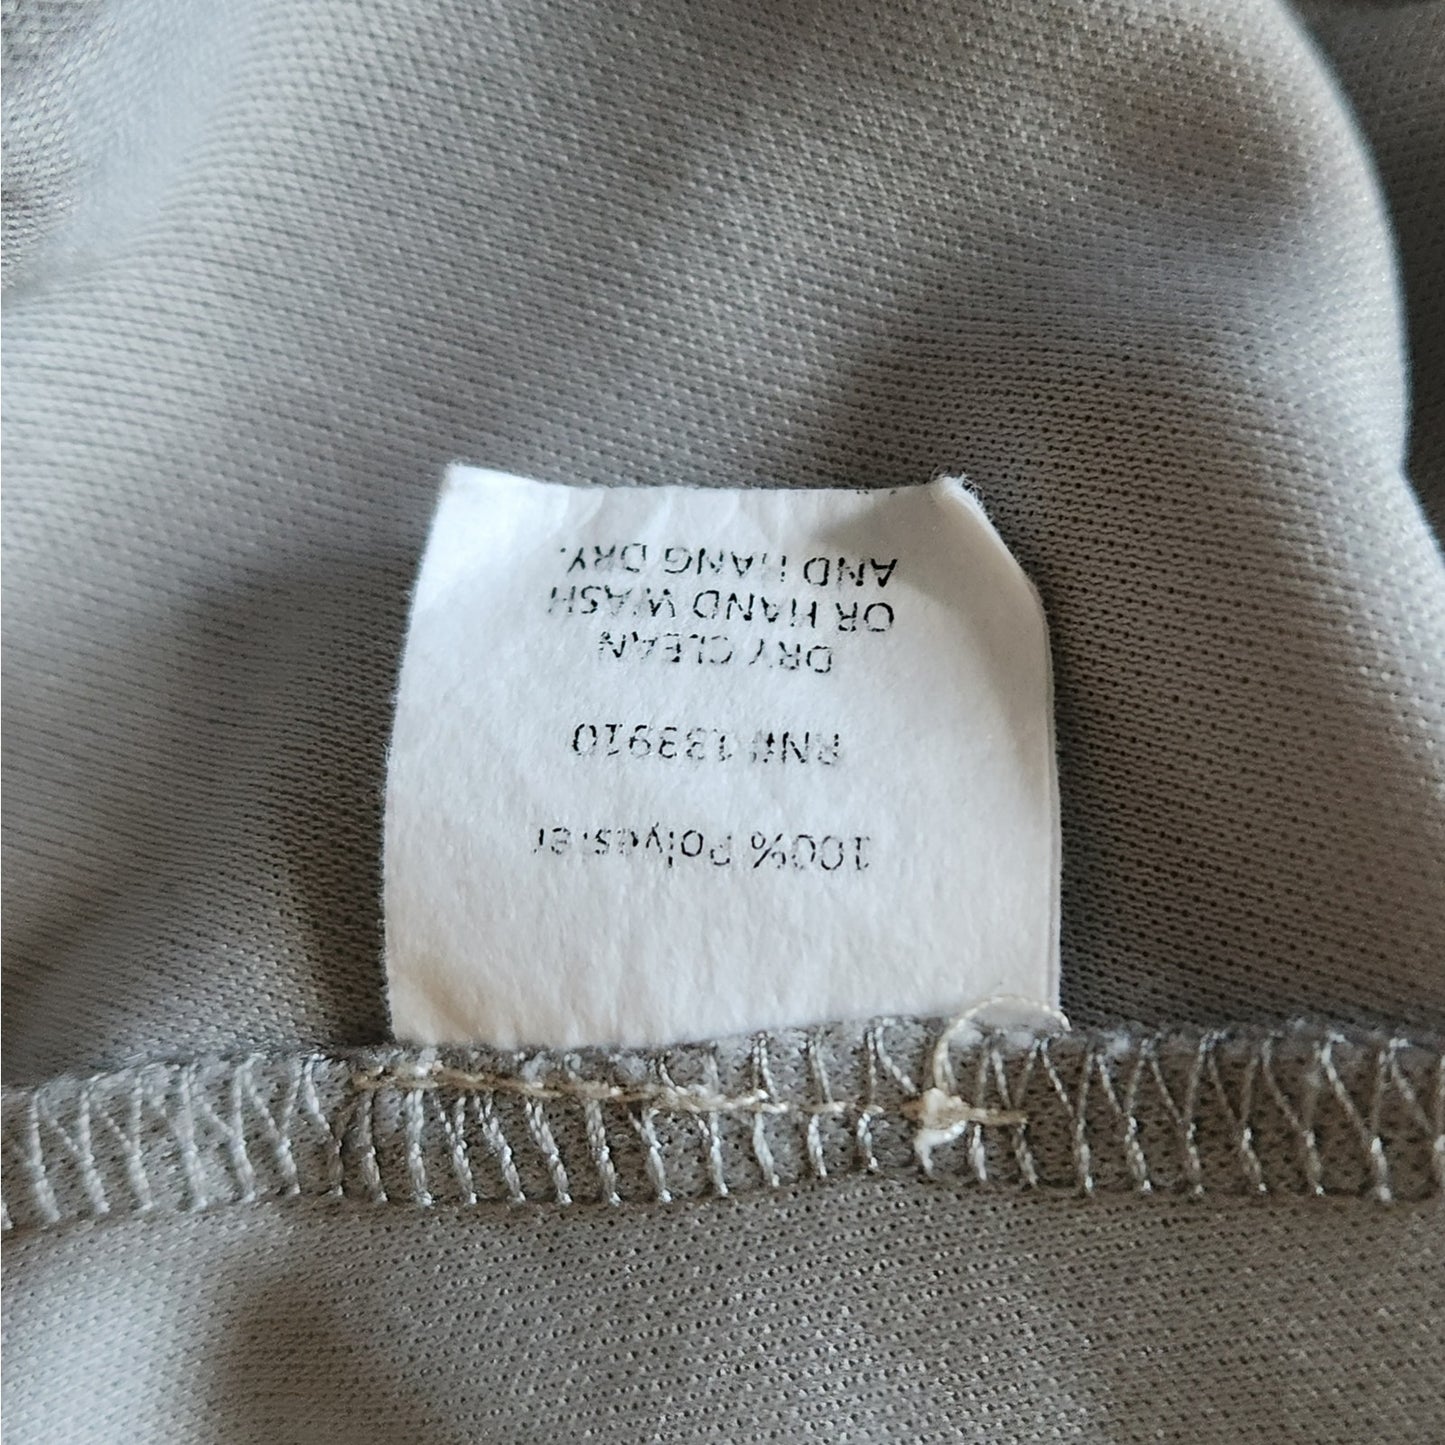 100% Polyester
RN# 133910
DRY CLEAN
OR HAND WASH
AND HANG DRY.